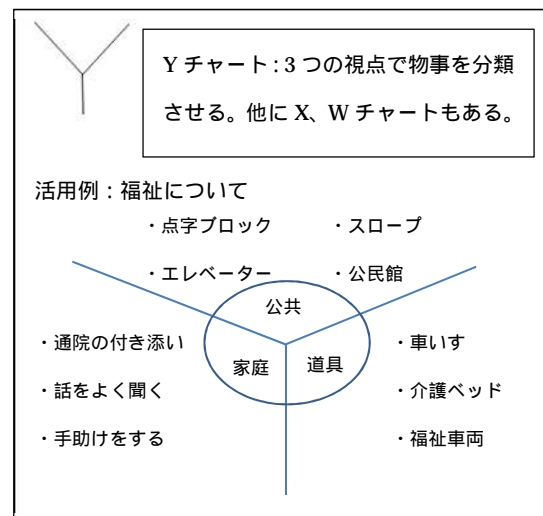 Yチャート:3つの視点で物事を分類
させる。他にX、Wチャートもある。
活用例:福祉について
・点字ブロック ・スロープ
・エレベーター ・公民館
公共
家庭 道具
・通院の付き添い ・車いす
・話をよく聞く ・介護ベッド
・手助けをする ・福祉車両